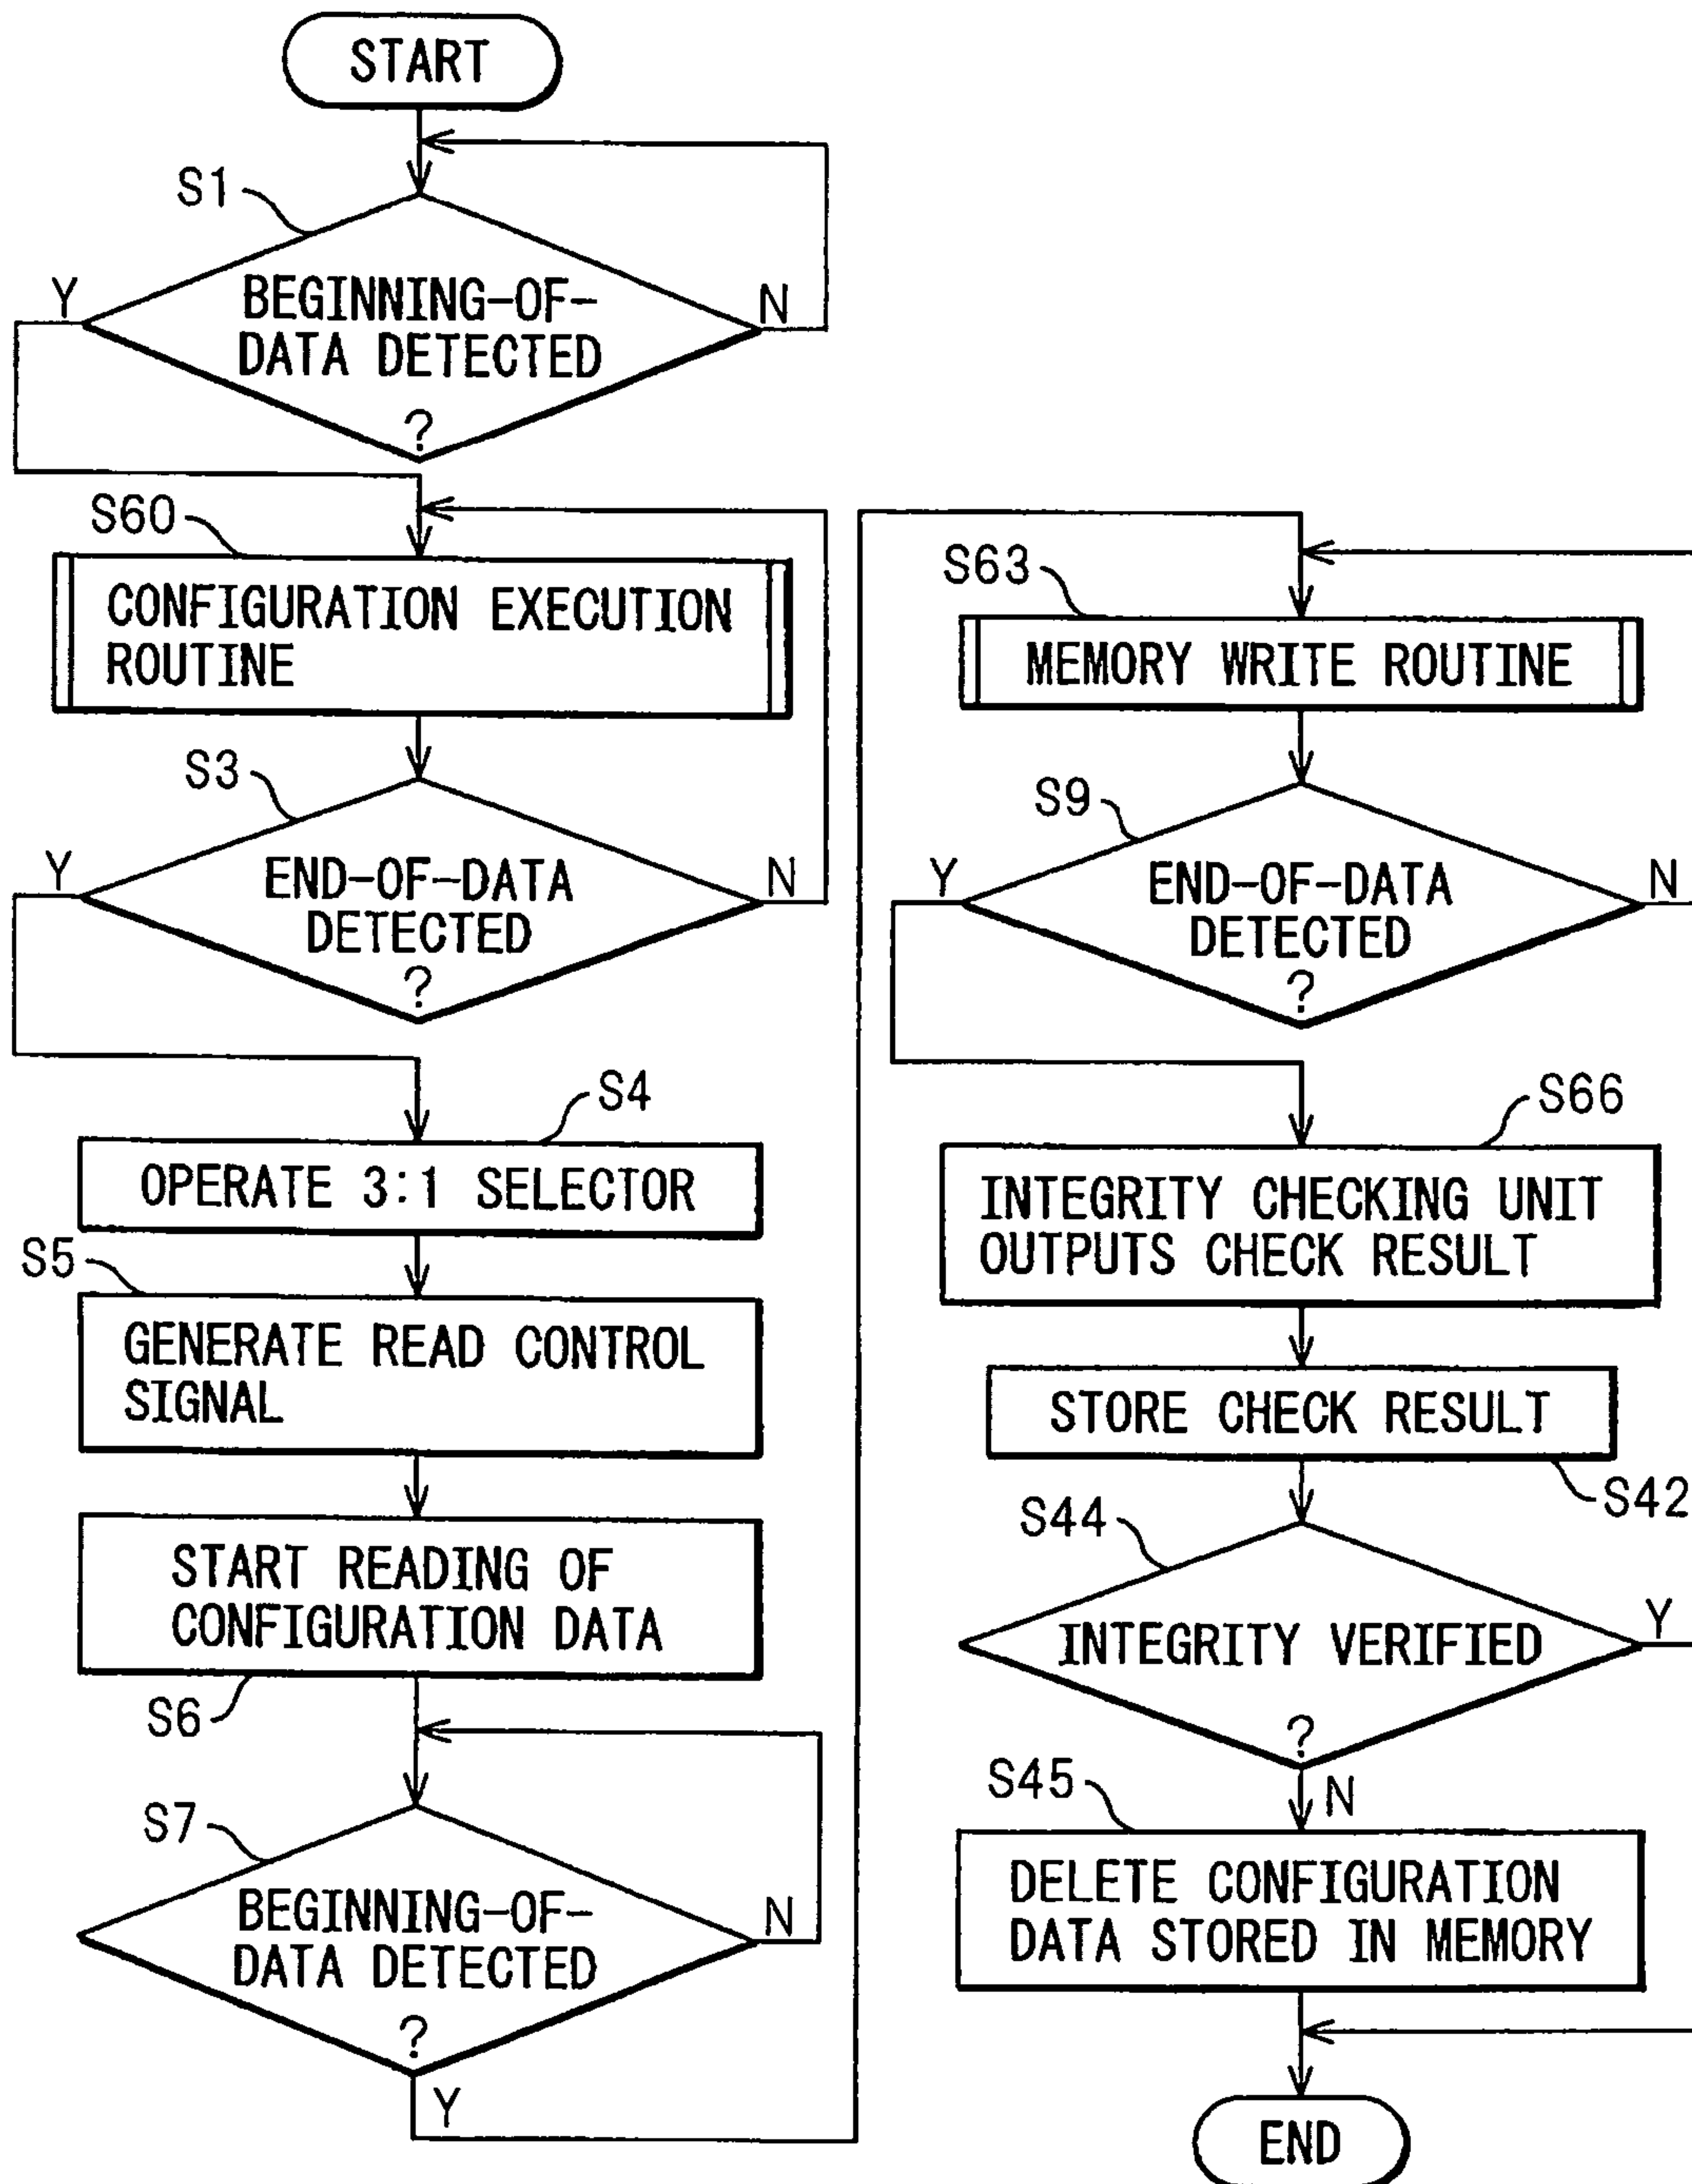 START
S1
Y
BEGINNING-OF-
DATA DETECTED
?
N
S60
CONFIGURATION EXECUTION
ROUTINE
S3
Y
END-OF-DATA
DETECTED
?
N
S4
OPERATE 3:1 SELECTOR
S5
GENERATE READ CONTROL
SIGNAL
START READING OF
CONFIGURATION DATA
S6
S7
BEGINNING-OF-
DATA DETECTED
?
N
Y
S63
MEMORY WRITE ROUTINE
S9
Y
END-OF-DATA
DETECTED
?
N
S66
INTEGRITY CHECKING UNIT
OUTPUTS CHECK RESULT
STORE CHECK RESULT
S42
S44
INTEGRITY VERIFIED
?
Y
N
S45
DELETE CONFIGURATION
DATA STORED IN MEMORY
END